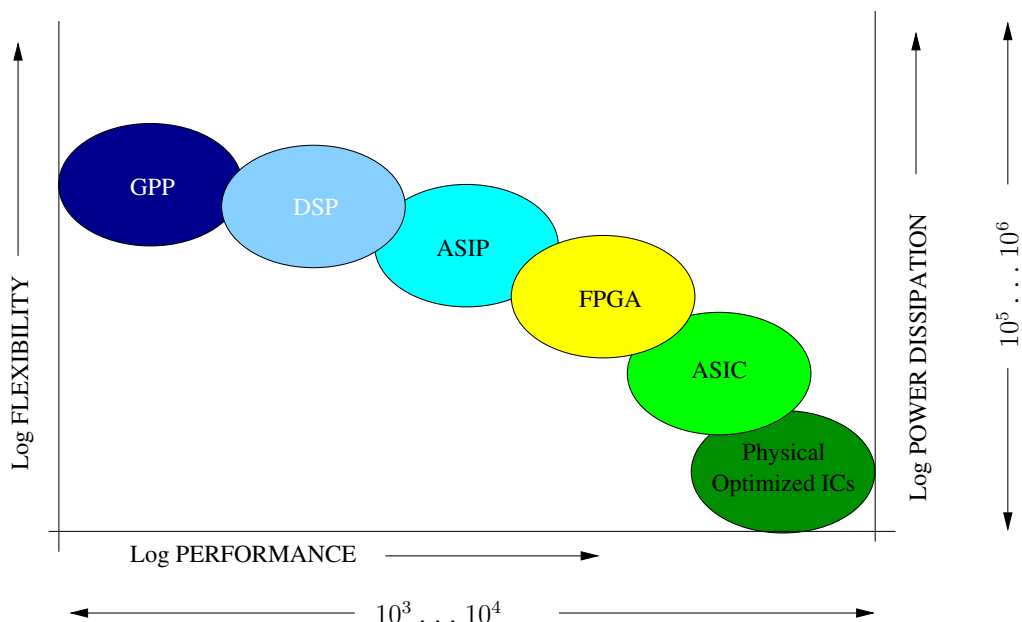 GPP
DSP
ASIP
FPGA
ASIC
Physical
Optimized ICs
Log FLEXIBILITY
Log POWER DISSIPATION
10⁵ . . . 10⁶
Log PERFORMANCE
10³ . . . 10⁴